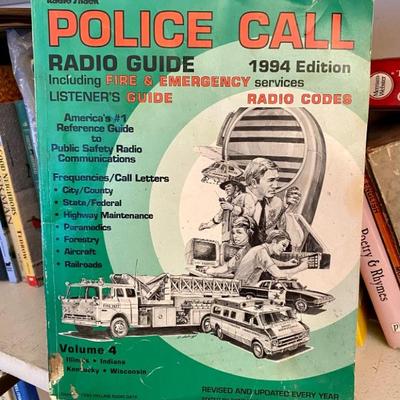 Radio Shack
POLICE CALL
RADIO GUIDE 1994 Edition
Including FIRE & EMERGENCY services
LISTENER'S GUIDE RADIO CODES
America's #1
Reference Guide
to
Public Safety Radio
Communications
Frequencies/Call Letters
• City/County
• State/Federal
• Highway Maintenance
• Paramedics
• Forestry
• Aircraft
• Railroads
Volume 4
Illinois • Indiana
Kentucky • Wisconsin
REVISED AND UPDATED EVERY YEAR
Poetry & Rhymes